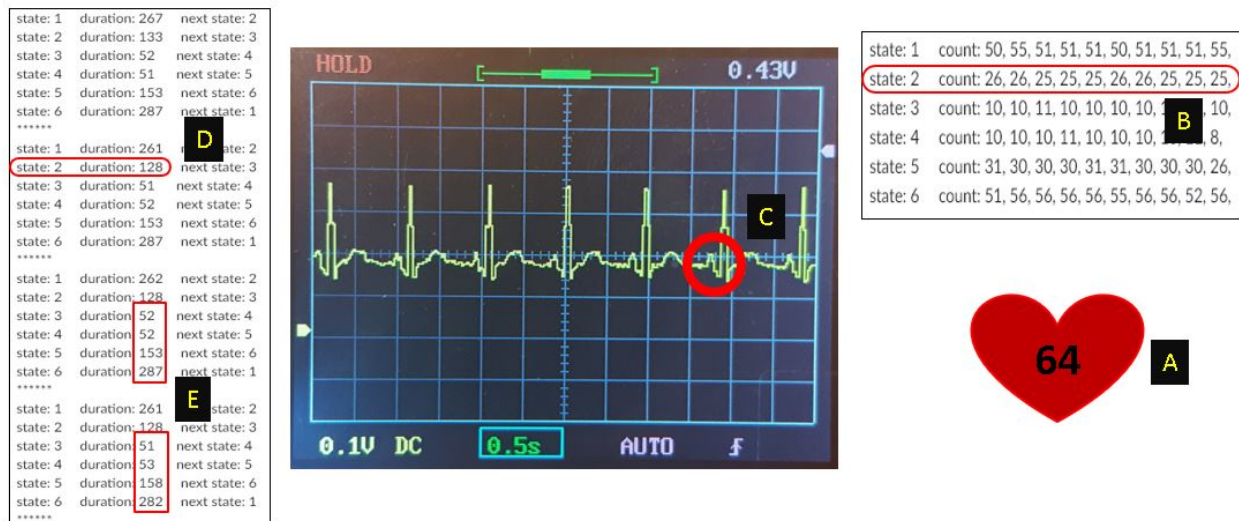 state: 1 duration: 267 next state: 2
state: 2 duration: 133 next state: 3
state: 3 duration: 52 next state: 4
state: 4 duration: 51 next state: 5
state: 5 duration: 153 next state: 6
state: 6 duration: 287 next state: 1
******
D
state: 1 duration: 261 state: 2
state: 2 duration: 128 next state: 3
state: 3 duration: 51 next state: 4
state: 4 duration: 52 next state: 5
state: 5 duration: 153 next state: 6
state: 6 duration: 287 next state: 1
******
state: 1 duration: 262 next state: 2
state: 2 duration: 128 next state: 3
state: 3 duration: 52 next state: 4
state: 4 duration: 52 next state: 5
state: 5 duration: 153 next state: 6
state: 6 duration: 287 next state: 1
******
E
state: 1 duration: 261 state: 2
state: 2 duration: 128 next state: 3
state: 3 duration: 51 next state: 4
state: 4 duration: 53 next state: 5
state: 5 duration: 158 next state: 6
state: 6 duration: 282 next state: 1
******
HOLD 0.43V
C
0.1V DC 0.5s AUTO
state: 1 count: 50, 55, 51, 51, 51, 50, 51, 51, 51, 55,
state: 2 count: 26, 26, 25, 25, 25, 26, 26, 25, 25, 25,
state: 3 count: 10, 10, 11, 10, 10, 10, 10, 10,
B
state: 4 count: 10, 10, 10, 11, 10, 10, 10, 8,
state: 5 count: 31, 30, 30, 30, 31, 31, 30, 30, 30, 26,
state: 6 count: 51, 56, 56, 56, 56, 55, 56, 56, 52, 56,
64
A